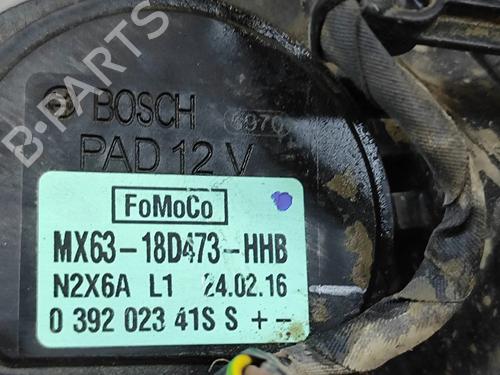 BOSCH
PAD 12 V
B-PARTS
FoMoCo
MX63-18D473-HHB
N2X6A L1 24.02.16
0 392 023 41S S + -